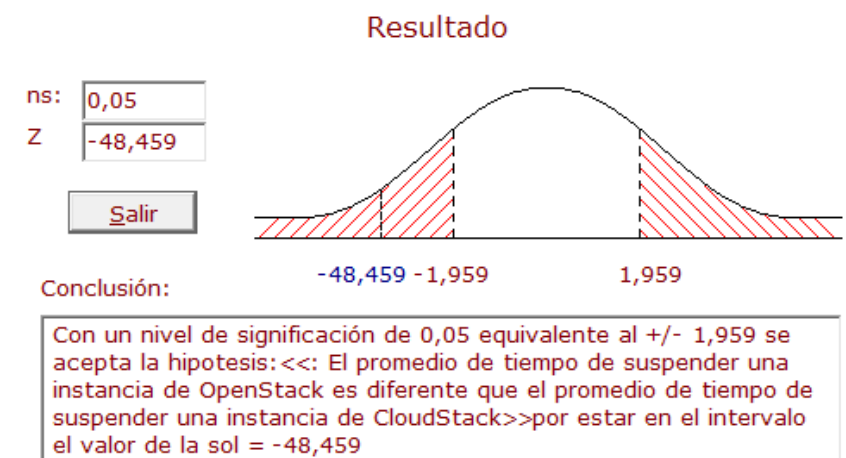 Resultado
ns: 0,05
Z -48,459
Salir
-48,459 -1,959 1,959
Conclusión:
Con un nivel de significación de 0,05 equivalente al +/- 1,959 se
acepta la hipotesis:<<: El promedio de tiempo de suspender una
instancia de OpenStack es diferente que el promedio de tiempo de
suspender una instancia de CloudStack>>por estar en el intervalo
el valor de la sol = -48,459